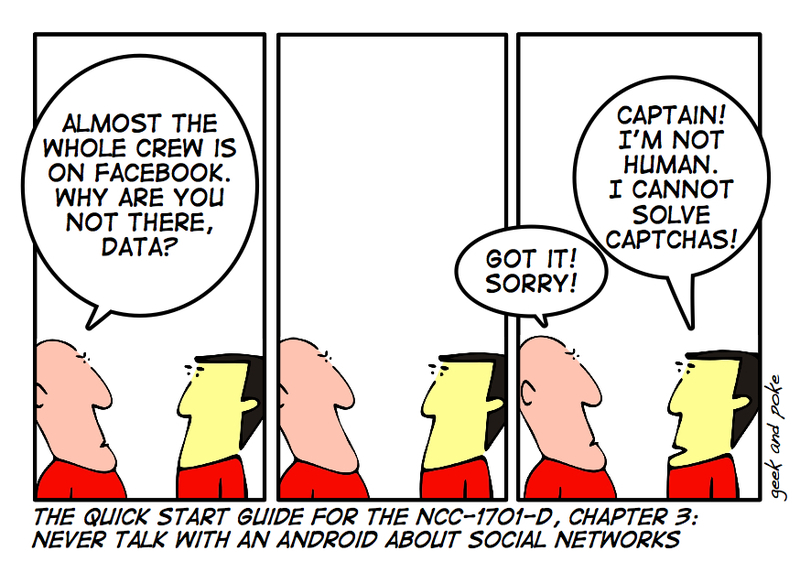 ALMOST THE
WHOLE CREW IS
ON FACEBOOK.
WHY ARE YOU
NOT THERE,
DATA?
CAPTAIN!
I'M NOT
HUMAN.
I CANNOT
SOLVE
CAPTCHAS!
GOT IT!
SORRY!
geek and poke
THE QUICK START GUIDE FOR THE NCC-1701-D, CHAPTER 3:
NEVER TALK WITH AN ANDROID ABOUT SOCIAL NETWORKS